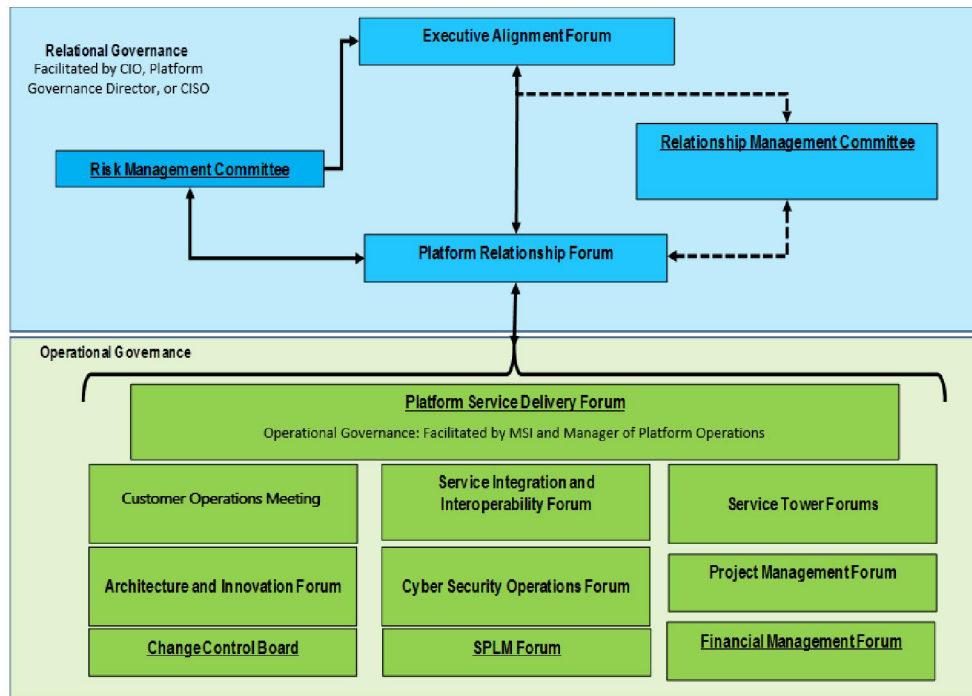 Executive Alignment Forum
Relational Governance
Facilitated by CIO, Platform
Governance Director, or CISO
Relationship Management Committee
Risk Management Committee
Platform Relationship Forum
Operational Governance
Platform Service Delivery Forum
Operational Governance: Facilitated by MSI and Manager of Platform Operations
Customer Operations Meeting
Service Integration and
Interoperability Forum
Service Tower Forums
Architecture and Innovation Forum
Cyber Security Operations Forum
Project Management Forum
Change Control Board
SPLM Forum
Financial Management Forum